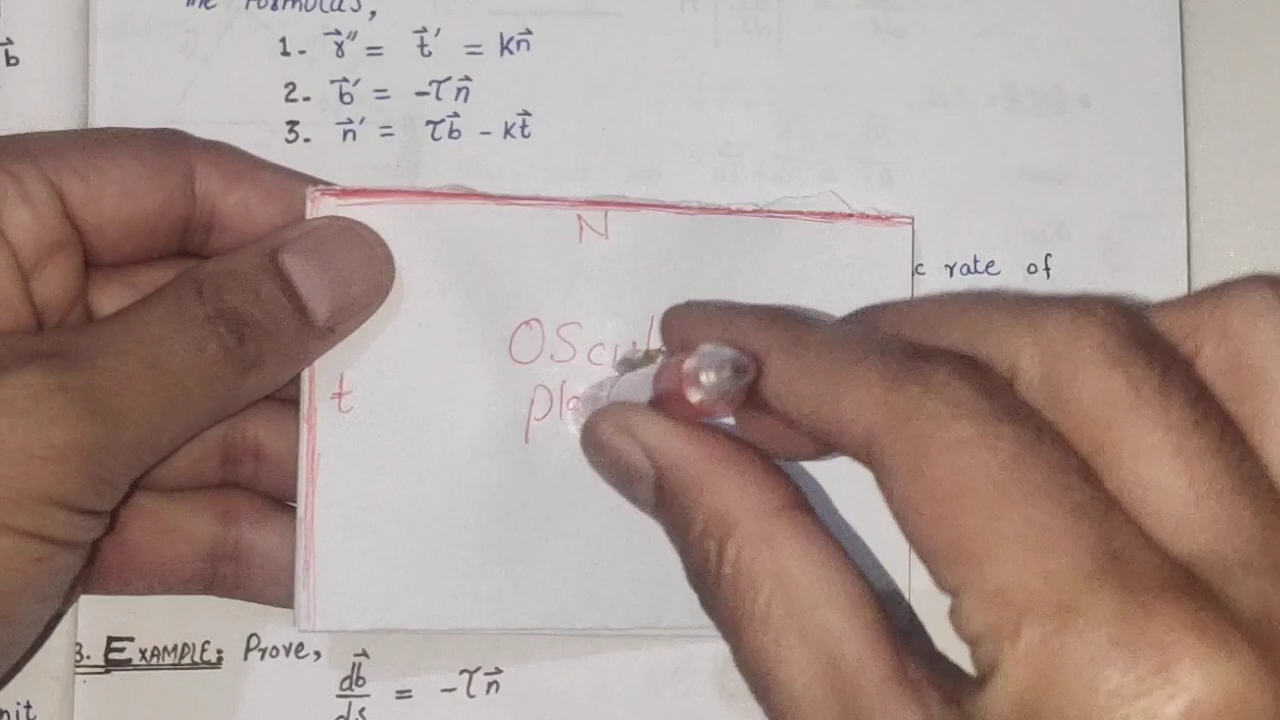 the Formulas,
b⃗
1. r⃗″ = t⃗′ = kn⃗
2. b⃗′ = -τn⃗
3. n⃗′ = τb⃗ - kt⃗
N
c rate of
t
3. EXAMPLE: Prove,
db⃗/ds = -τn⃗